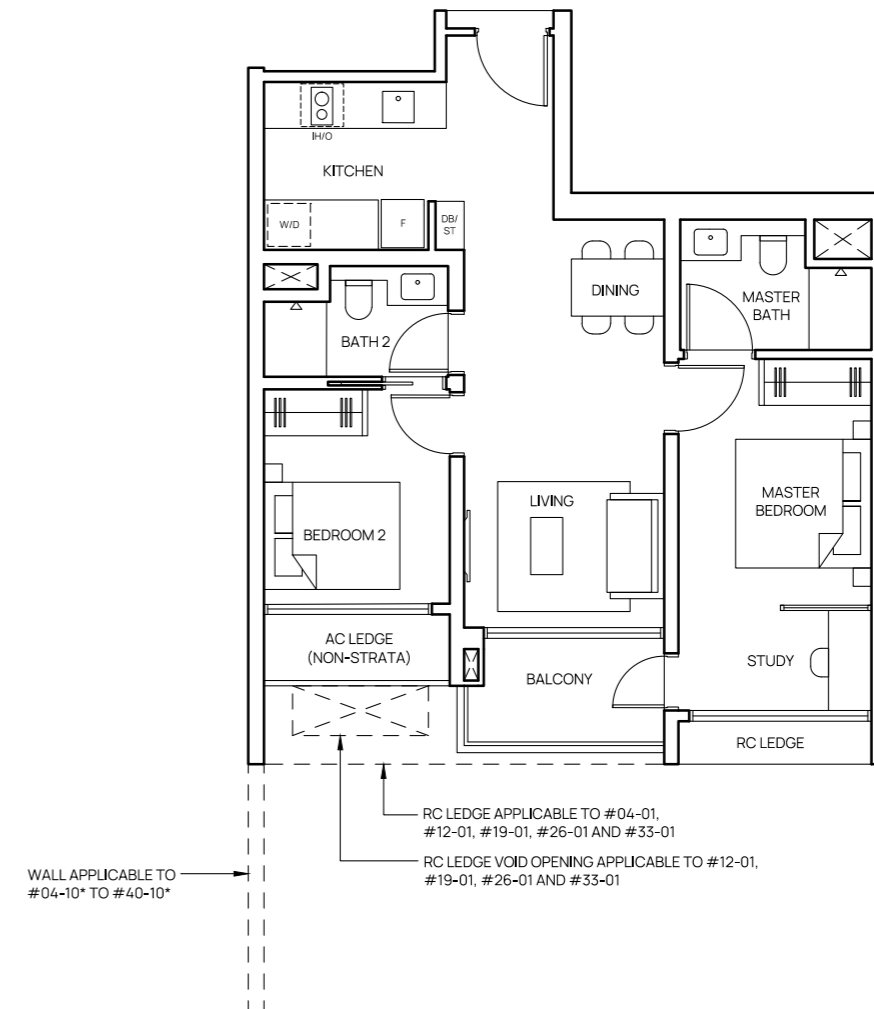 IH/O
KITCHEN
W/D
F
DB/
ST
DINING
MASTER
BATH
BATH 2
LIVING
MASTER
BEDROOM
BEDROOM 2
AC LEDGE
(NON-STRATA)
BALCONY
STUDY
RC LEDGE
RC LEDGE APPLICABLE TO #04-01,
#12-01, #19-01, #26-01 AND #33-01
RC LEDGE VOID OPENING APPLICABLE TO #12-01,
#19-01, #26-01 AND #33-01
WALL APPLICABLE TO
#04-10* TO #40-10*